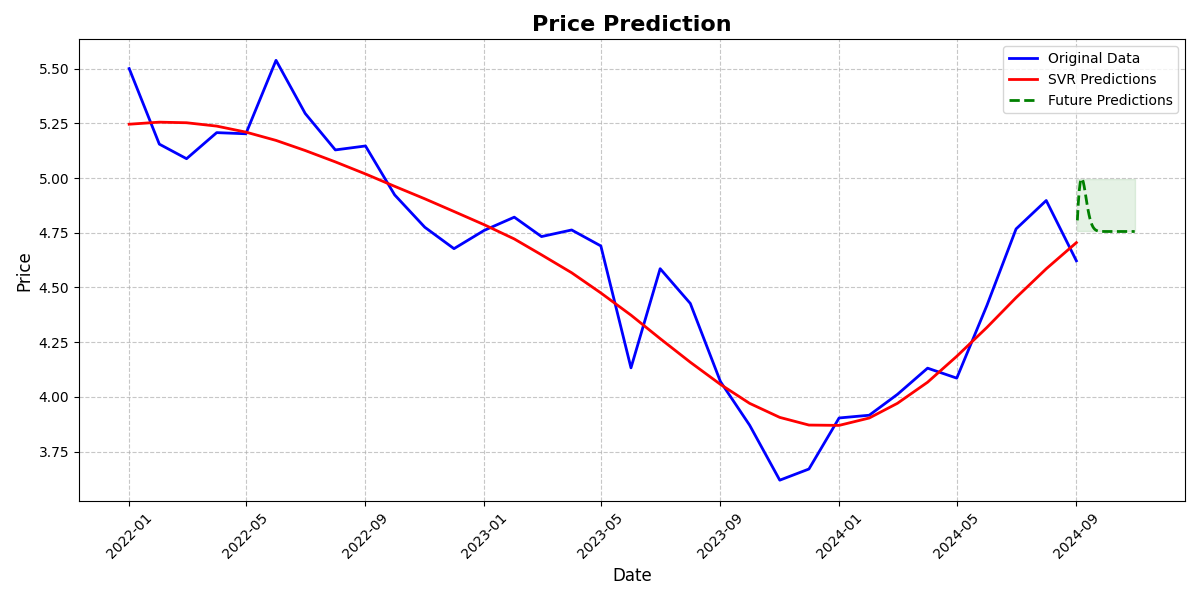 Price Prediction
Original Data
SVR Predictions
Future Predictions
Price
5.50
5.25
5.00
4.75
4.50
4.25
4.00
3.75
2022-01
2022-05
2022-09
2023-01
2023-05
2023-09
2024-01
2024-05
2024-09
Date